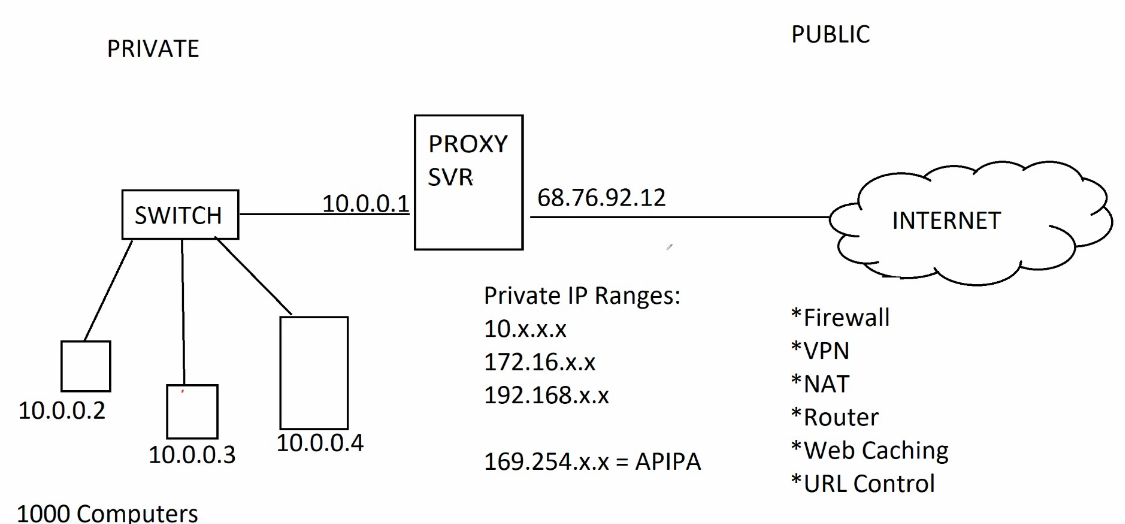 PRIVATE
PUBLIC
PROXY
SVR
SWITCH
10.0.0.1
68.76.92.12
INTERNET
10.0.0.2
10.0.0.3
10.0.0.4
1000 Computers
Private IP Ranges:
10.x.x.x
172.16.x.x
192.168.x.x
169.254.x.x = APIPA
*Firewall
*VPN
*NAT
*Router
*Web Caching
*URL Control